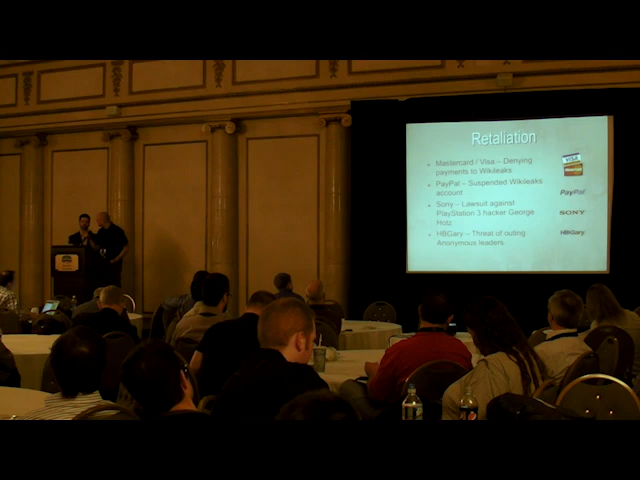 Retaliation
Mastercard / Visa – Denying
payments to Wikileaks
VISA
PayPal – Suspended Wikileaks
account
PayPal
Sony – Lawsuit against
PlayStation 3 hacker George
Hotz
SONY
HBGary – Threat of outing
Anonymous leaders.
HBGary